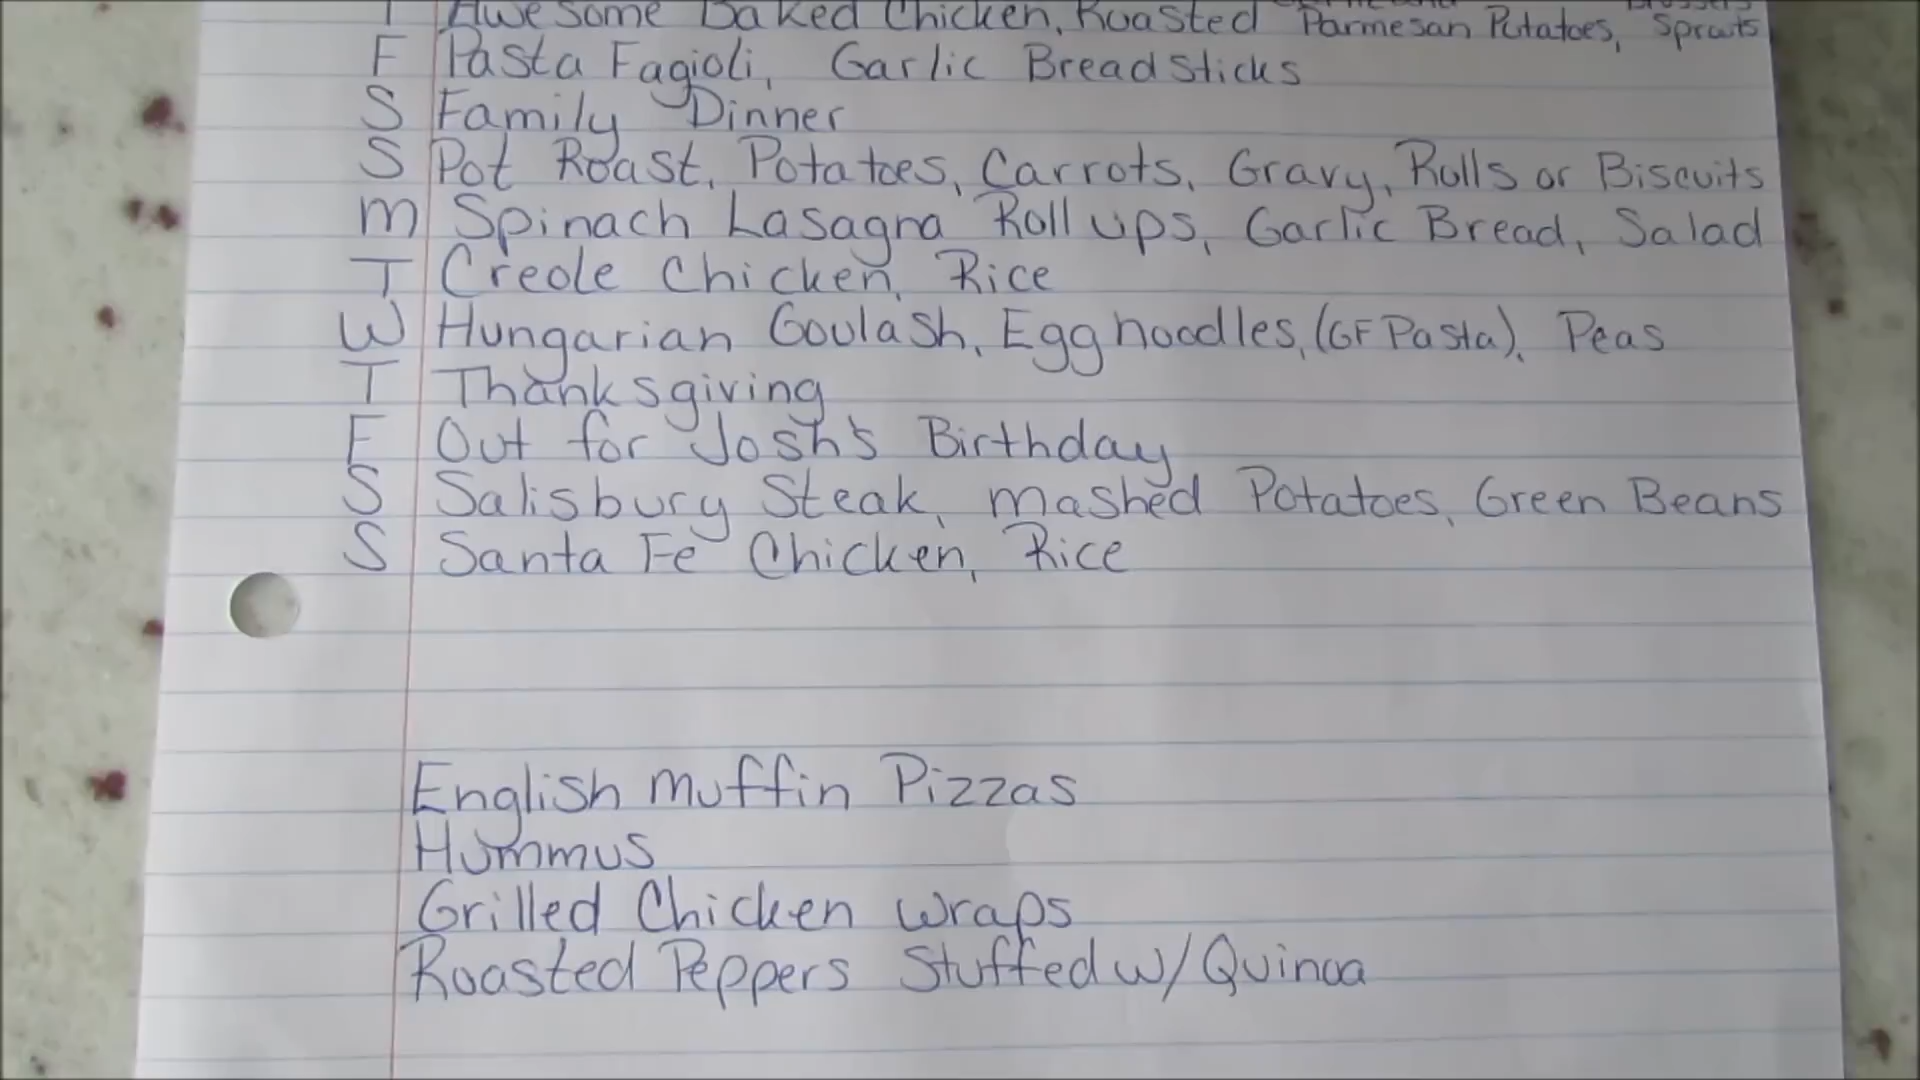 T Awesome Baked Chicken, Roasted Parmesan Potatoes, Brussels Sprouts
F Pasta Fagioli, Garlic Breadsticks
S Family Dinner
S Pot Roast, Potatoes, Carrots, Gravy, Rolls or Biscuits
M Spinach Lasagna Roll ups, Garlic Bread, Salad
T Creole Chicken, Rice
W Hungarian Goulash, Egg noodles, (GF Pasta), Peas
T Thanksgiving
F Out for Josh's Birthday
S Salisbury Steak, mashed Potatoes, Green Beans
S Santa Fe Chicken, Rice
English Muffin Pizzas
Hummus
Grilled Chicken Wraps
Roasted Peppers Stuffed w/ Quinoa